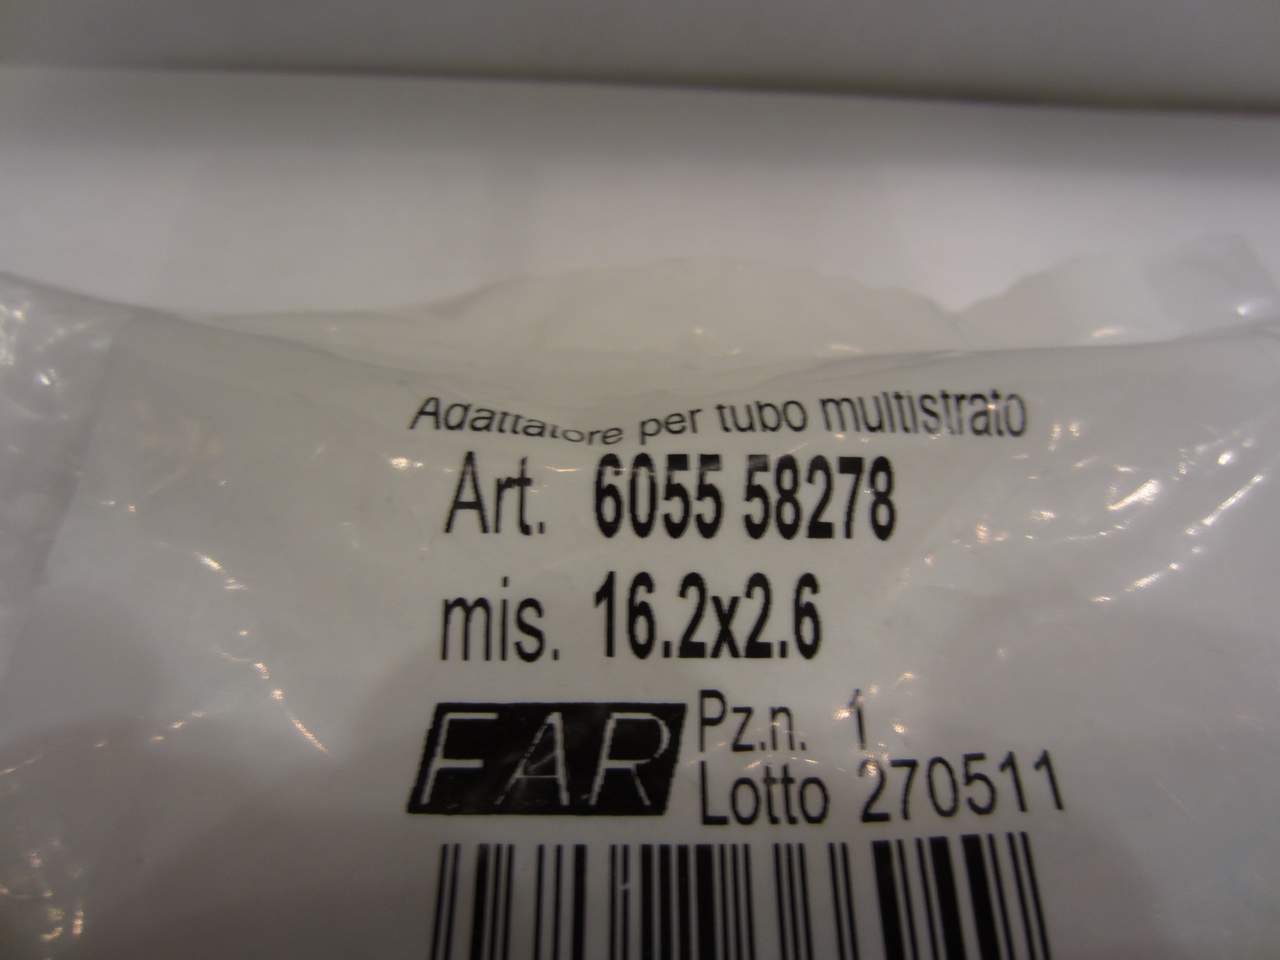 Adattatore per tubo multistrato
Art. 6055 58278
mis. 16.2x2.6
FAR
Pz.n. 1
Lotto 270511